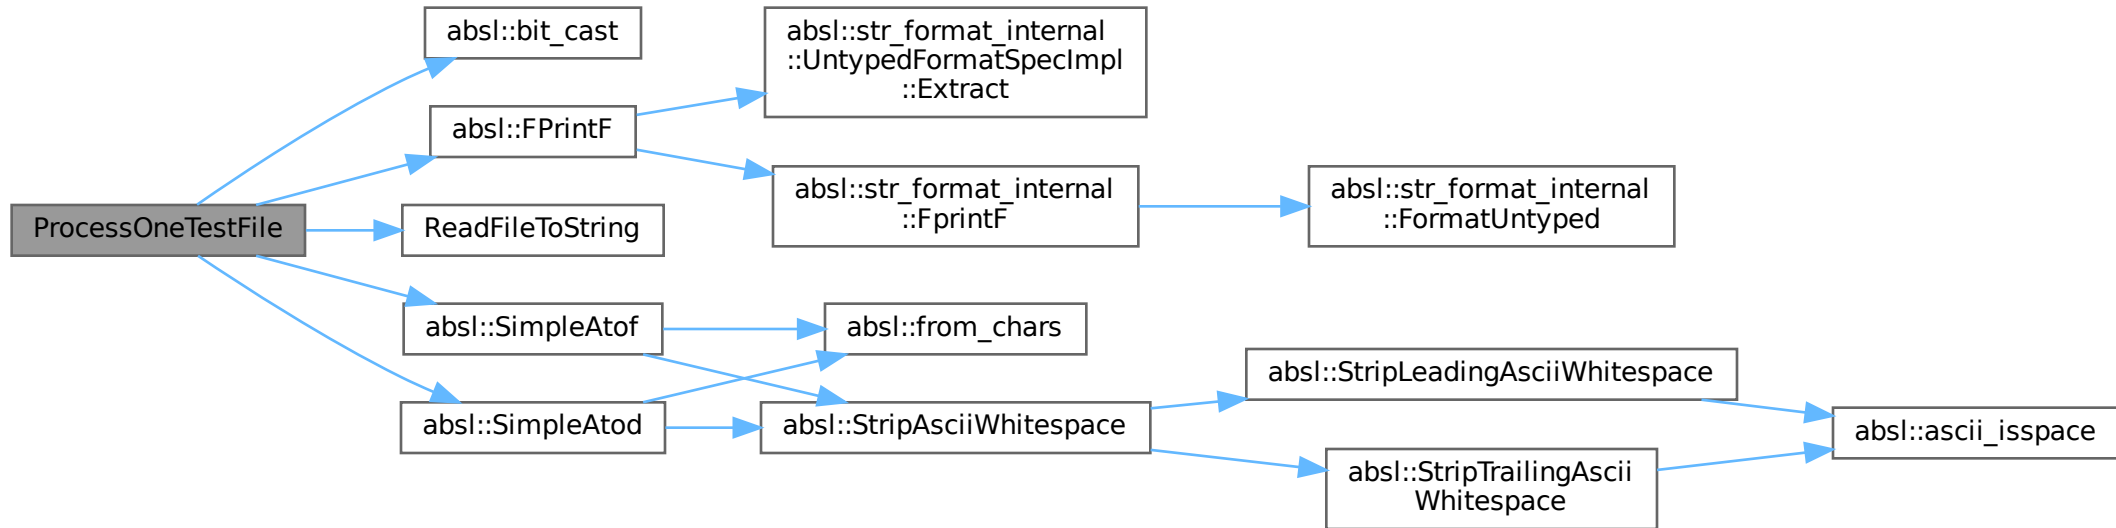 ProcessOneTestFile
absl::bit_cast
absl::FPrintF
ReadFileToString
absl::SimpleAtof
absl::SimpleAtod
absl::str_format_internal
::UntypedFormatSpecImpl
::Extract
absl::str_format_internal
::FprintF
absl::from_chars
absl::StripAsciiWhitespace
absl::str_format_internal
::FormatUntyped
absl::StripLeadingAsciiWhitespace
absl::StripTrailingAscii
Whitespace
absl::ascii_isspace